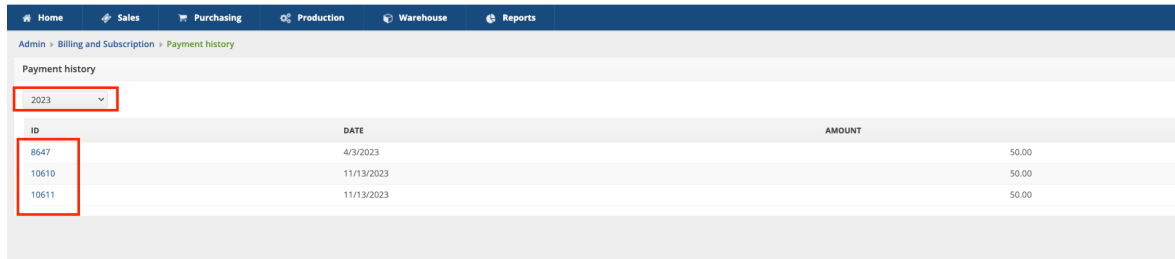 Home Sales Purchasing Production Warehouse Reports
Admin Billing and Subscription Payment history
Payment history
2023
ID DATE AMOUNT
8647 4/3/2023 50.00
10610 11/13/2023 50.00
10611 11/13/2023 50.00